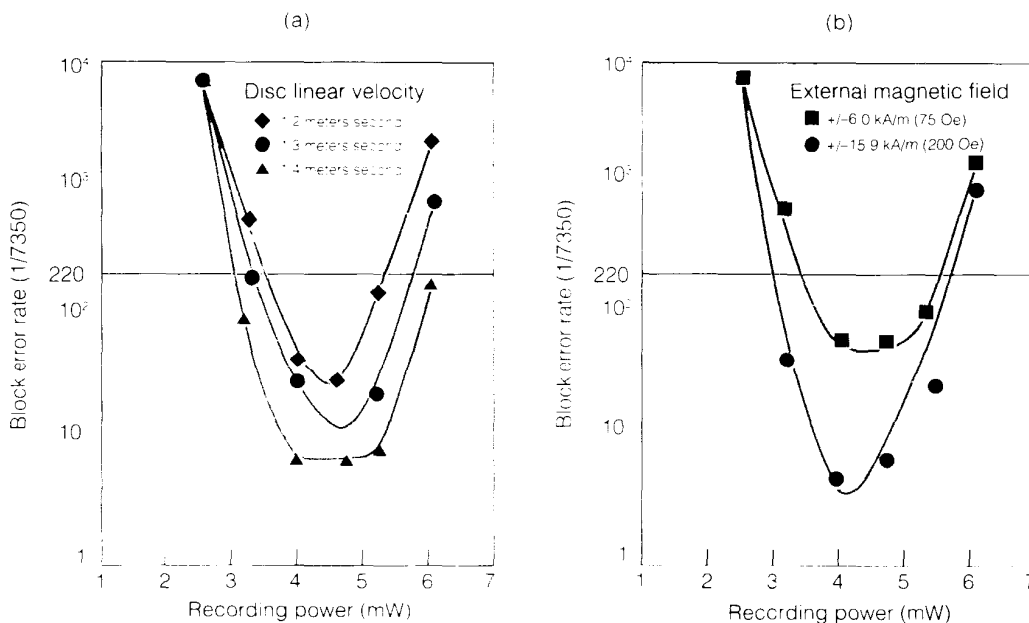 (a)
Disc linear velocity
1.2 meters second
1.3 meters second
1.4 meters second
Block error rate (1/7350)
10⁴
10³
220
10²
10
1
1
2
3
4
5
6
7
Recording power (mW)
(b)
External magnetic field
+/−6.0 kA/m (75 Oe)
+/−15.9 kA/m (200 Oe)
Block error rate (1/7350)
10⁴
10³
220
10²
10
1
1
2
3
4
5
6
7
Recording power (mW)